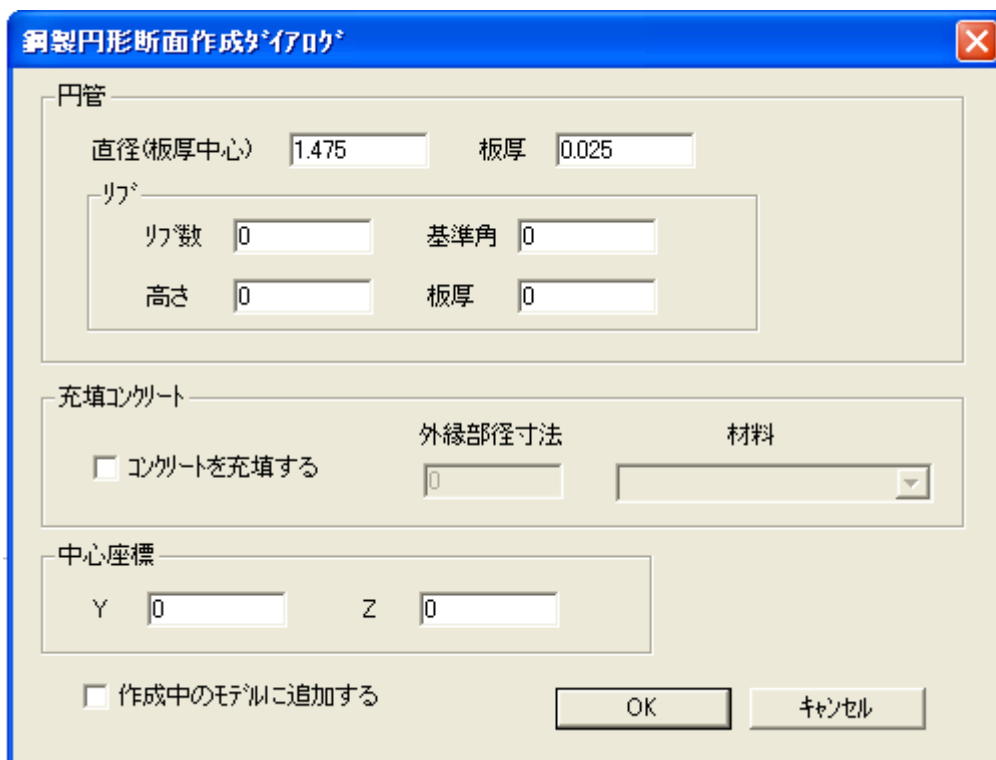 鋼製円形断面作成ﾀﾞｲｱﾛｸﾞ
円管
直径(板厚中心) 1.475 板厚 0.025
ﾘﾌﾞ
ﾘﾌﾞ数 0 基準角 0
高さ 0 板厚 0
充填ｺﾝｸﾘｰﾄ
外縁部径寸法 材料
ｺﾝｸﾘｰﾄを充填する 0
中心座標
Y 0 Z 0
作成中のﾓﾃﾞﾙに追加する OK ｷｬﾝｾﾙ